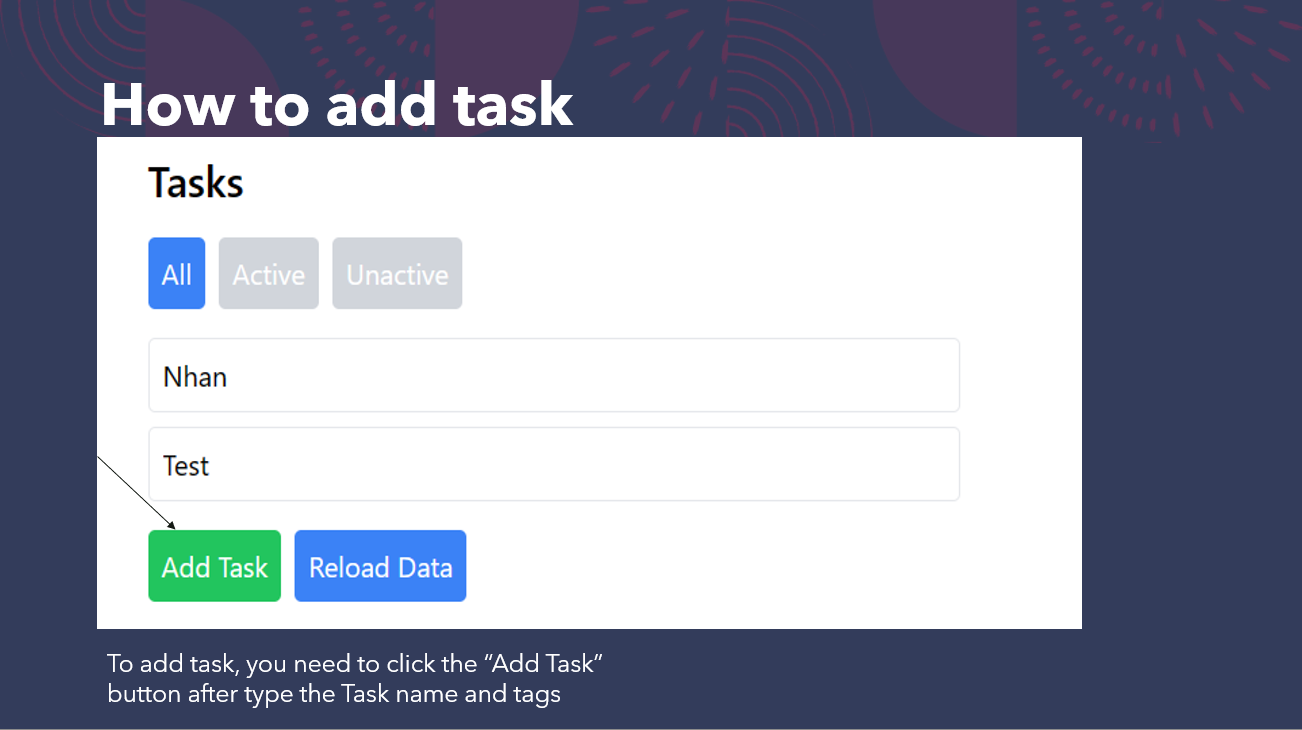 How to add task
Tasks
All Active Unactive
Nhan
Test
Add Task Reload Data
To add task, you need to click the “Add Task”
button after type the Task name and tags